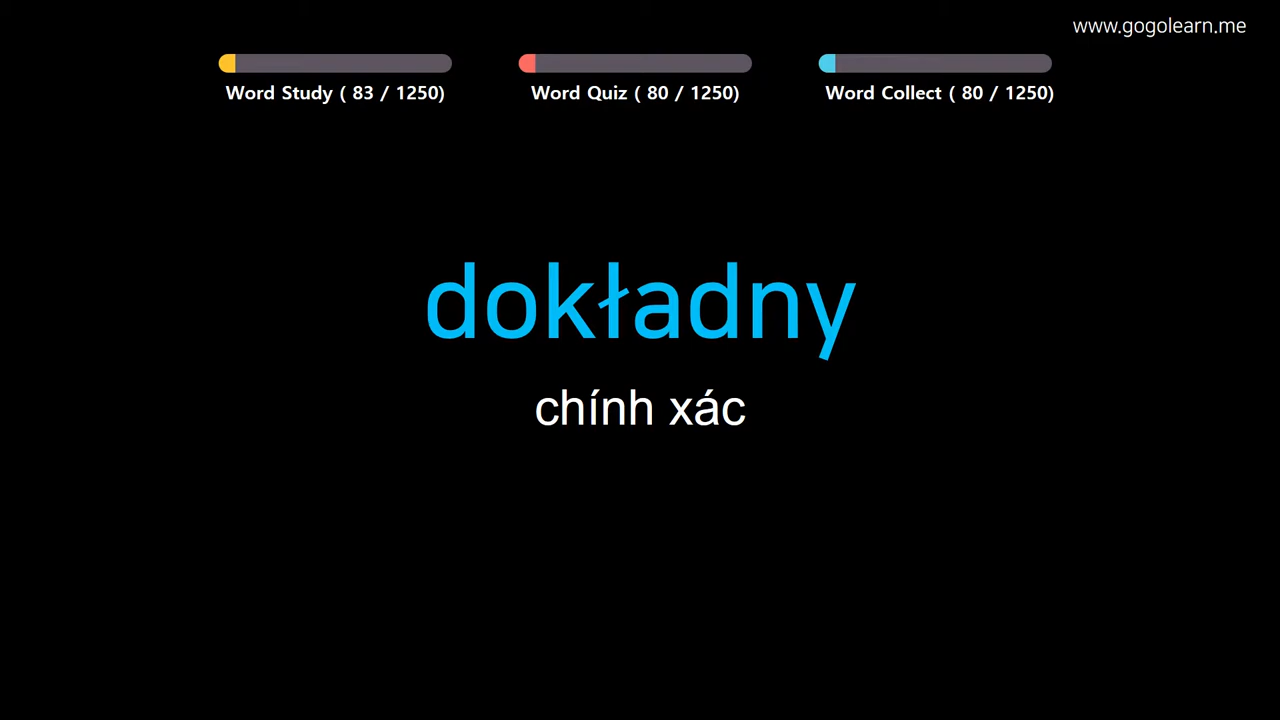 www.gogolearn.me
Word Study ( 83 / 1250)
Word Quiz ( 80 / 1250)
Word Collect ( 80 / 1250)
dokładny
chính xác